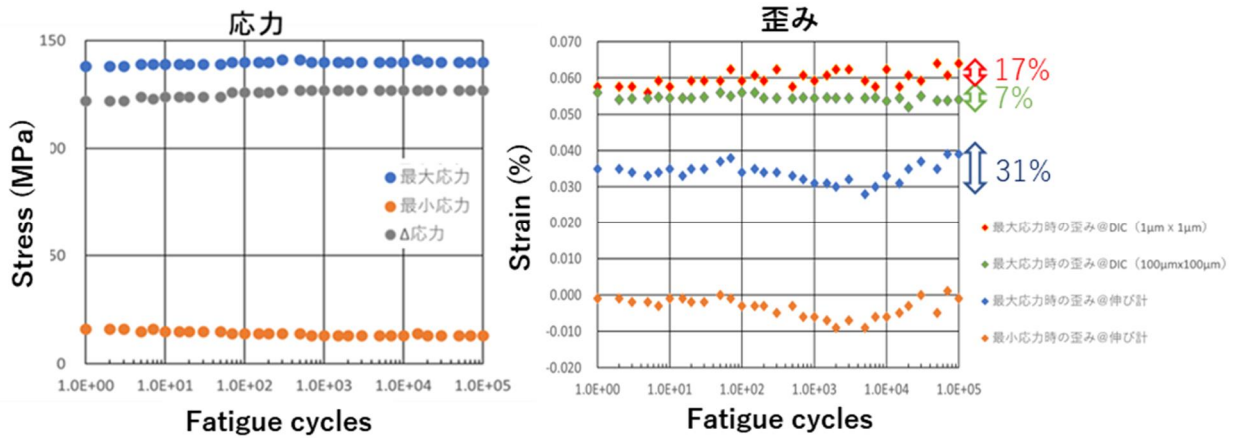 応力
150
00
50
0
Stress (MPa)
最大応力
最小応力
Δ応力
1.0E+00 1.0E+01 1.0E+02 1.0E+03 1.0E+04 1.0E+05
Fatigue cycles
歪み
0.070
0.060
0.050
0.040
0.030
0.020
0.010
0.000
-0.010
-0.020
Strain (%)
17%
7%
31%
最大応力時の歪み@DIC（1μm x 1μm）
最大応力時の歪み@DIC（100μmx100μm）
最大応力時の歪み@伸び計
最小応力時の歪み@伸び計
1.0E+00 1.0E+01 1.0E+02 1.0E+03 1.0E+04 1.0E+05
Fatigue cycles